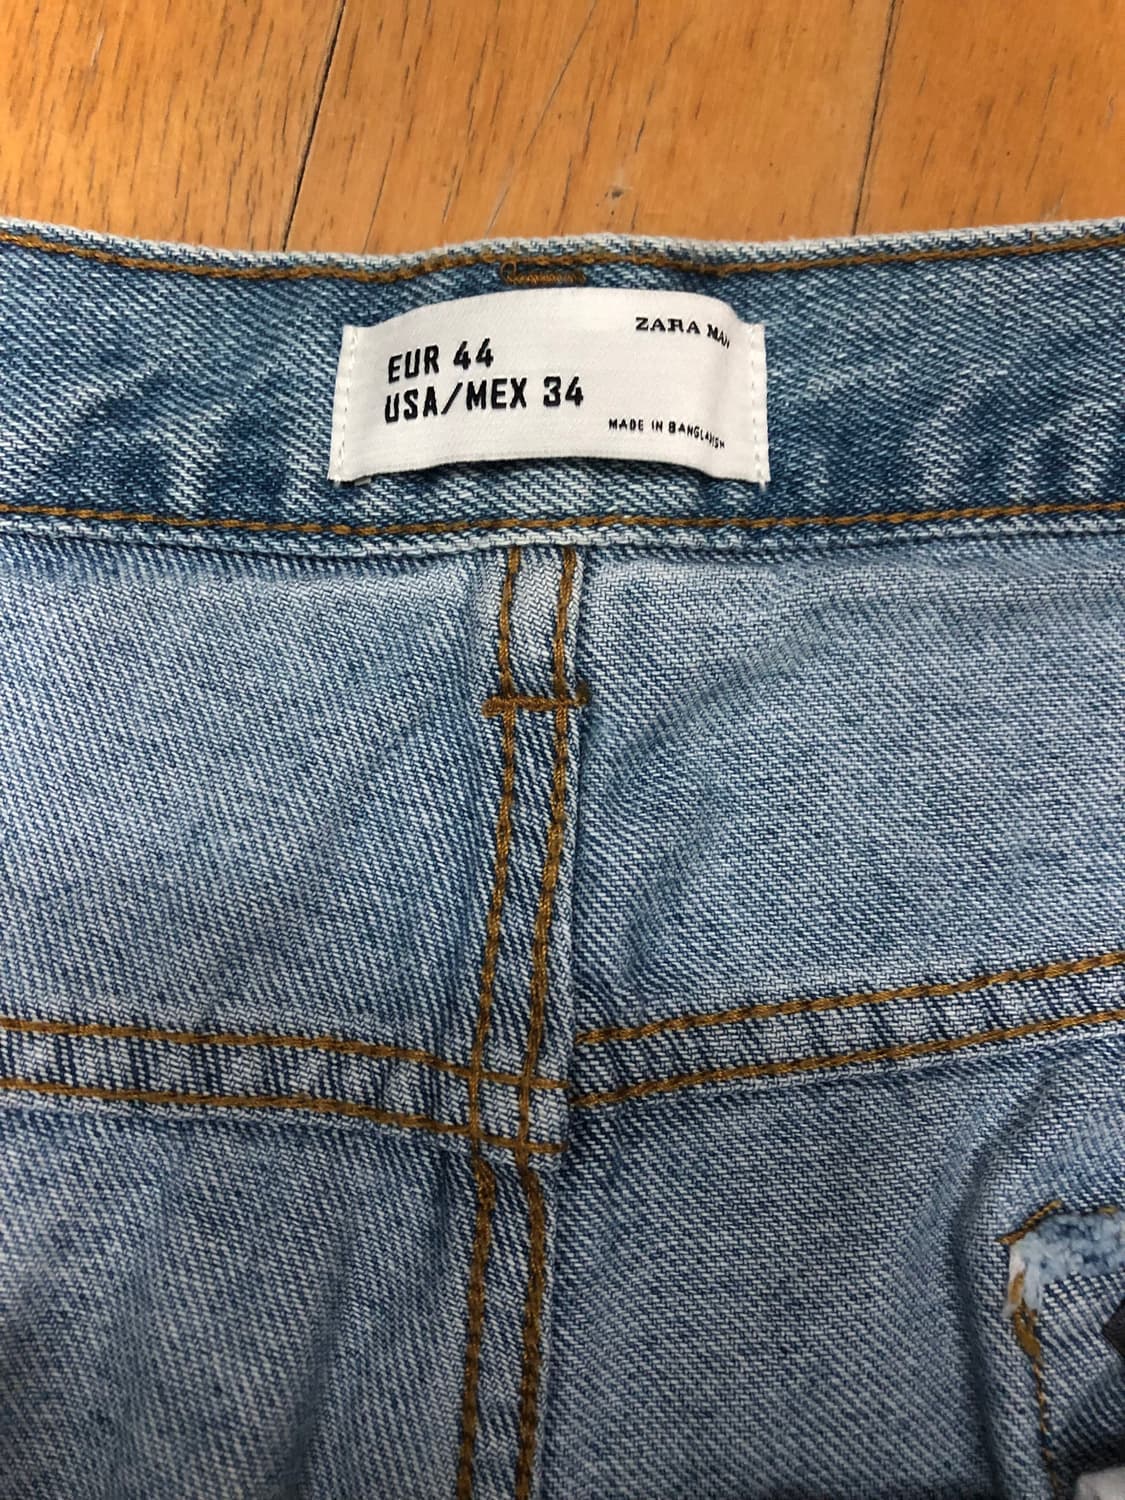 ZARA MAN
EUR 44
USA/MEX 34
MADE IN BANGLADESH